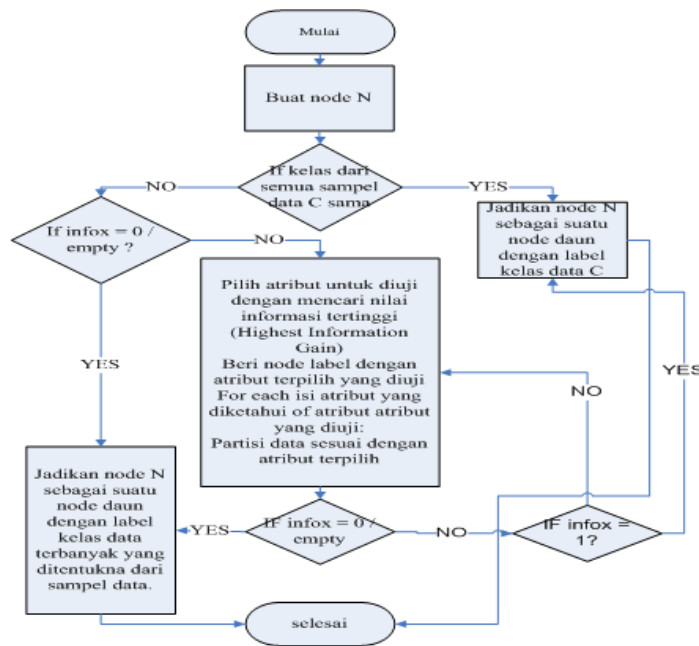 Mulai
Buat node N
If kelas dari
semua sampel
data C sama
NO
YES
If infox = 0 /
empty ?
Jadikan node N
sebagai suatu
node daun
dengan label
kelas data C
NO
Pilih atribut untuk diuji
dengan mencari nilai
informasi tertinggi
(Highest Information
Gain)
Beri node label dengan
atribut terpilih yang diuji
For each isi atribut yang
diketahui of atribut atribut
yang diuji:
Partisi data sesuai dengan
atribut terpilih
YES
YES
NO
Jadikan node N
sebagai suatu
node daun
dengan label
kelas data
terbanyak yang
ditentukna dari
sampel data.
YES
IF infox = 0 /
empty
NO
IF infox =
1?
selesai